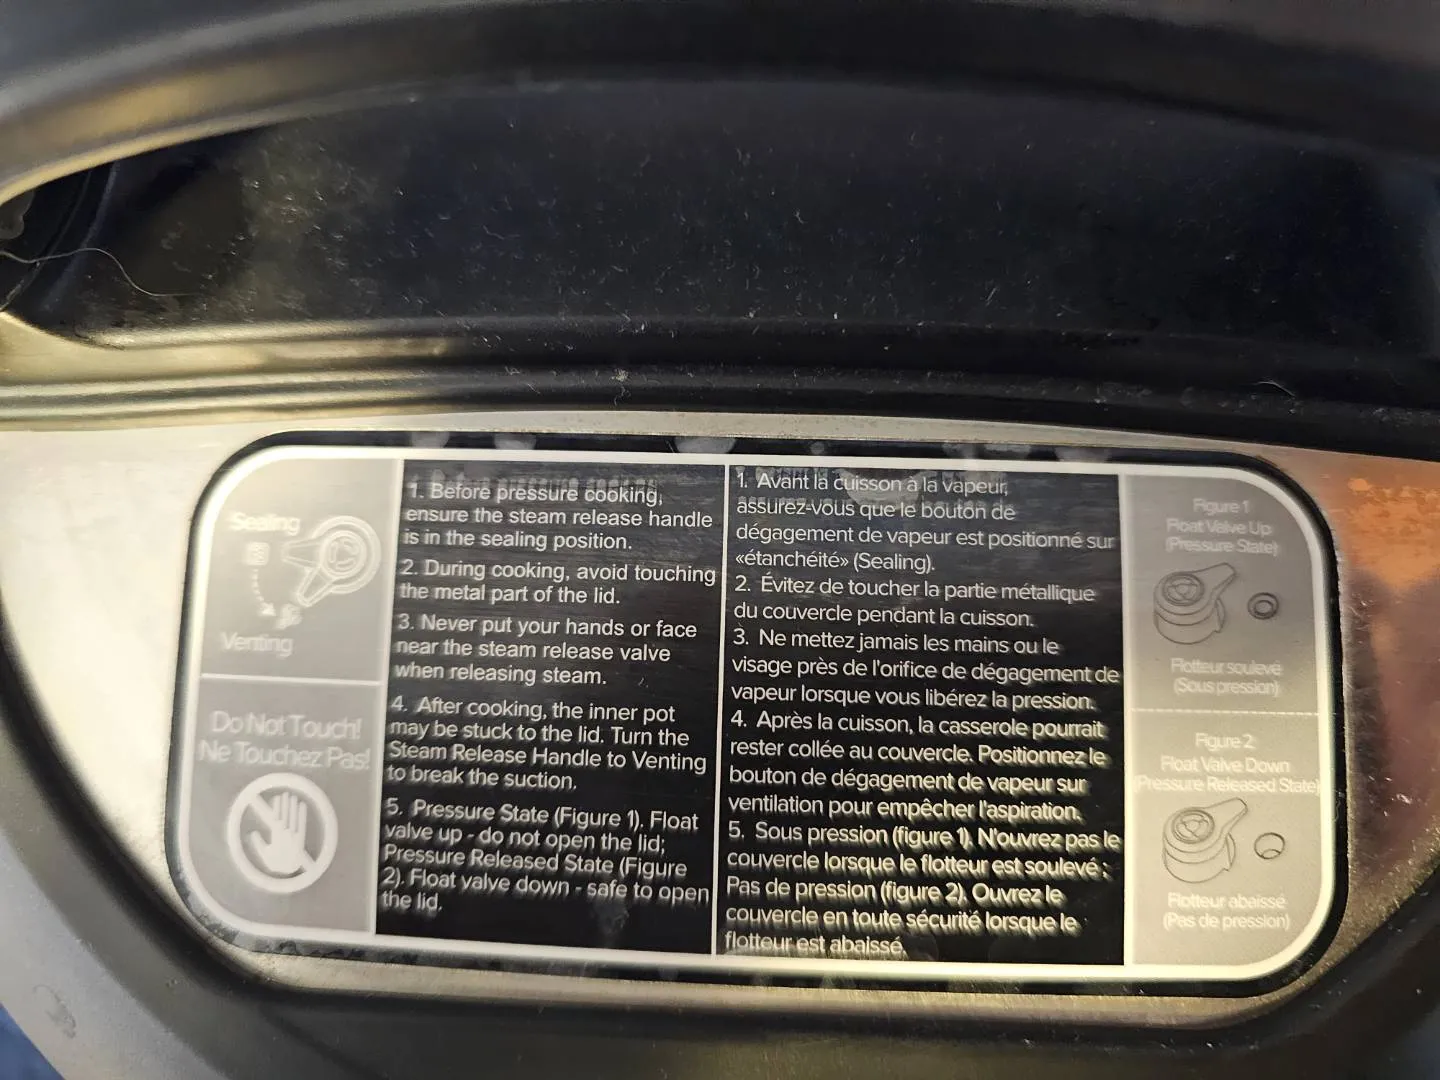 Sealing
Venting
Do Not Touch!
Ne Touchez Pas!
1. Before pressure cooking,
ensure the steam release handle
is in the sealing position.
2. During cooking, avoid touching
the metal part of the lid.
3. Never put your hands or face
near the steam release valve
when releasing steam.
4. After cooking, the inner pot
may be stuck to the lid. Turn the
Steam Release Handle to Venting
to break the suction.
5. Pressure State (Figure 1). Float
valve up - do not open the lid;
Pressure Released State (Figure
2). Float valve down - safe to open
the lid.
1. Avant la cuisson à la vapeur,
assurez-vous que le bouton de
dégagement de vapeur est positionné sur
«étanchéité» (Sealing).
2. Évitez de toucher la partie métallique
du couvercle pendant la cuisson.
3. Ne mettez jamais les mains ou le
visage près de l'orifice de dégagement de
vapeur lorsque vous libérez la pression.
4. Après la cuisson, la casserole pourrait
rester collée au couvercle. Positionnez le
bouton de dégagement de vapeur sur
ventilation pour empêcher l'aspiration.
5. Sous pression (figure 1). N'ouvrez pas le
couvercle lorsque le flotteur est soulevé ;
Pas de pression (figure 2). Ouvrez le
couvercle en toute sécurité lorsque le
flotteur est abaissé.
Figure 1
Float Valve Up
(Pressure State)
Flotteur soulevé
(Sous pression)
Figure 2
Float Valve Down
(Pressure Released State)
Flotteur abaissé
(Pas de pression)